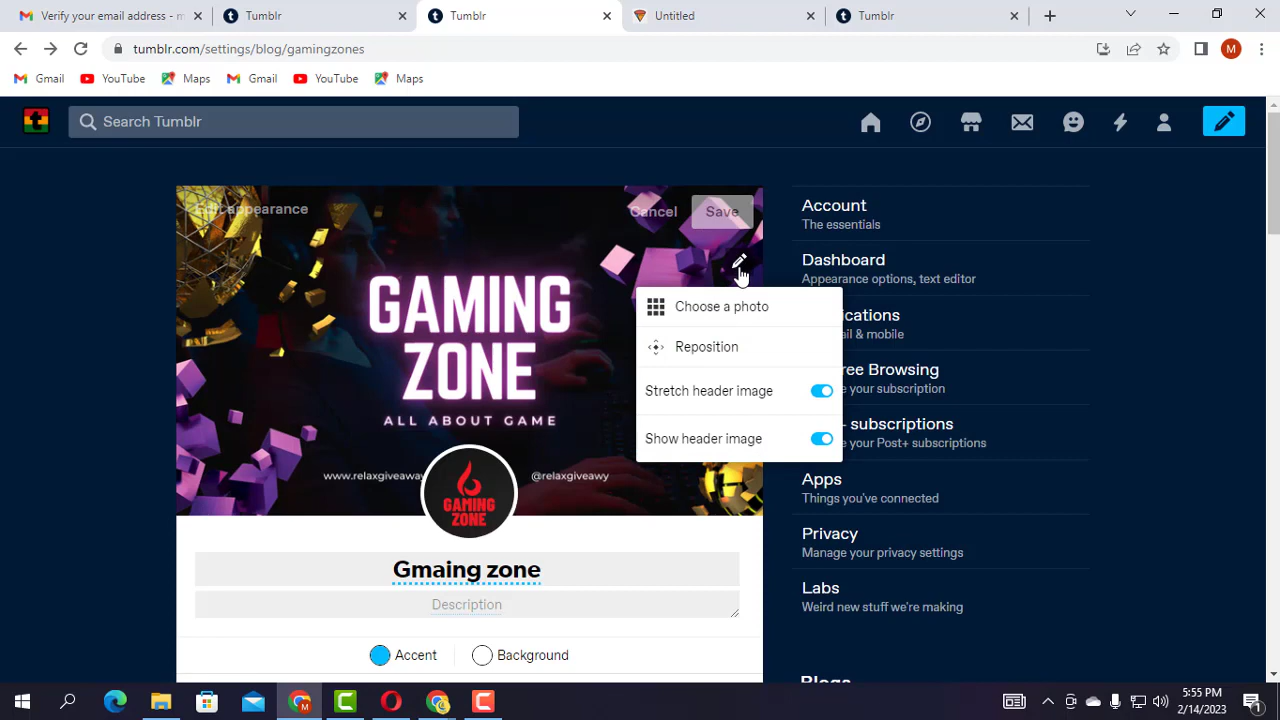 Verify your email address - m
Tumblr
Tumblr
Untitled
Tumblr
tumblr.com/settings/blog/gamingzones
M
Gmail
YouTube
Maps
Gmail
YouTube
Maps
t
Search Tumblr
Edit appearance
Cancel
Save
GAMING
ZONE
ALL ABOUT GAME
www.relaxgiveawy
@relaxgiveawy
GAMING
ZONE
Choose a photo
Reposition
Stretch header image
Show header image
Gmaing zone
Description
Accent
Background
Account
The essentials
Dashboard
Appearance options, text editor
ications
ail & mobile
ree Browsing
e your subscription
+ subscriptions
e your Post+ subscriptions
Apps
Things you've connected
Privacy
Manage your privacy settings
Labs
Weird new stuff we're making
Blogs
5:55 PM
2/14/2023
1